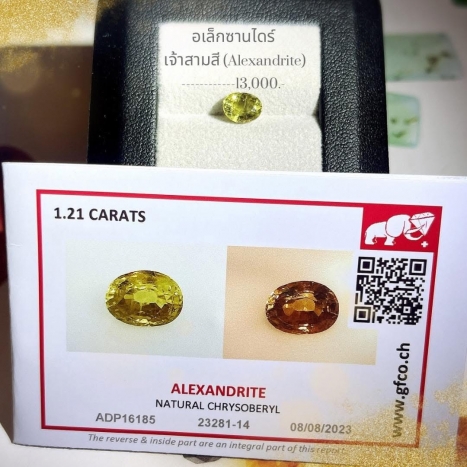 อเล็กซานไดร์
เจ้าสามสี (Alexandrite)
------------13,000.-
1.21 CARATS
www.gfco.ch
ALEXANDRITE
NATURAL CHRYSOBERYL
ADP16185 23281-14 08/08/2023
The reverse & inside part are an integral part of this report.